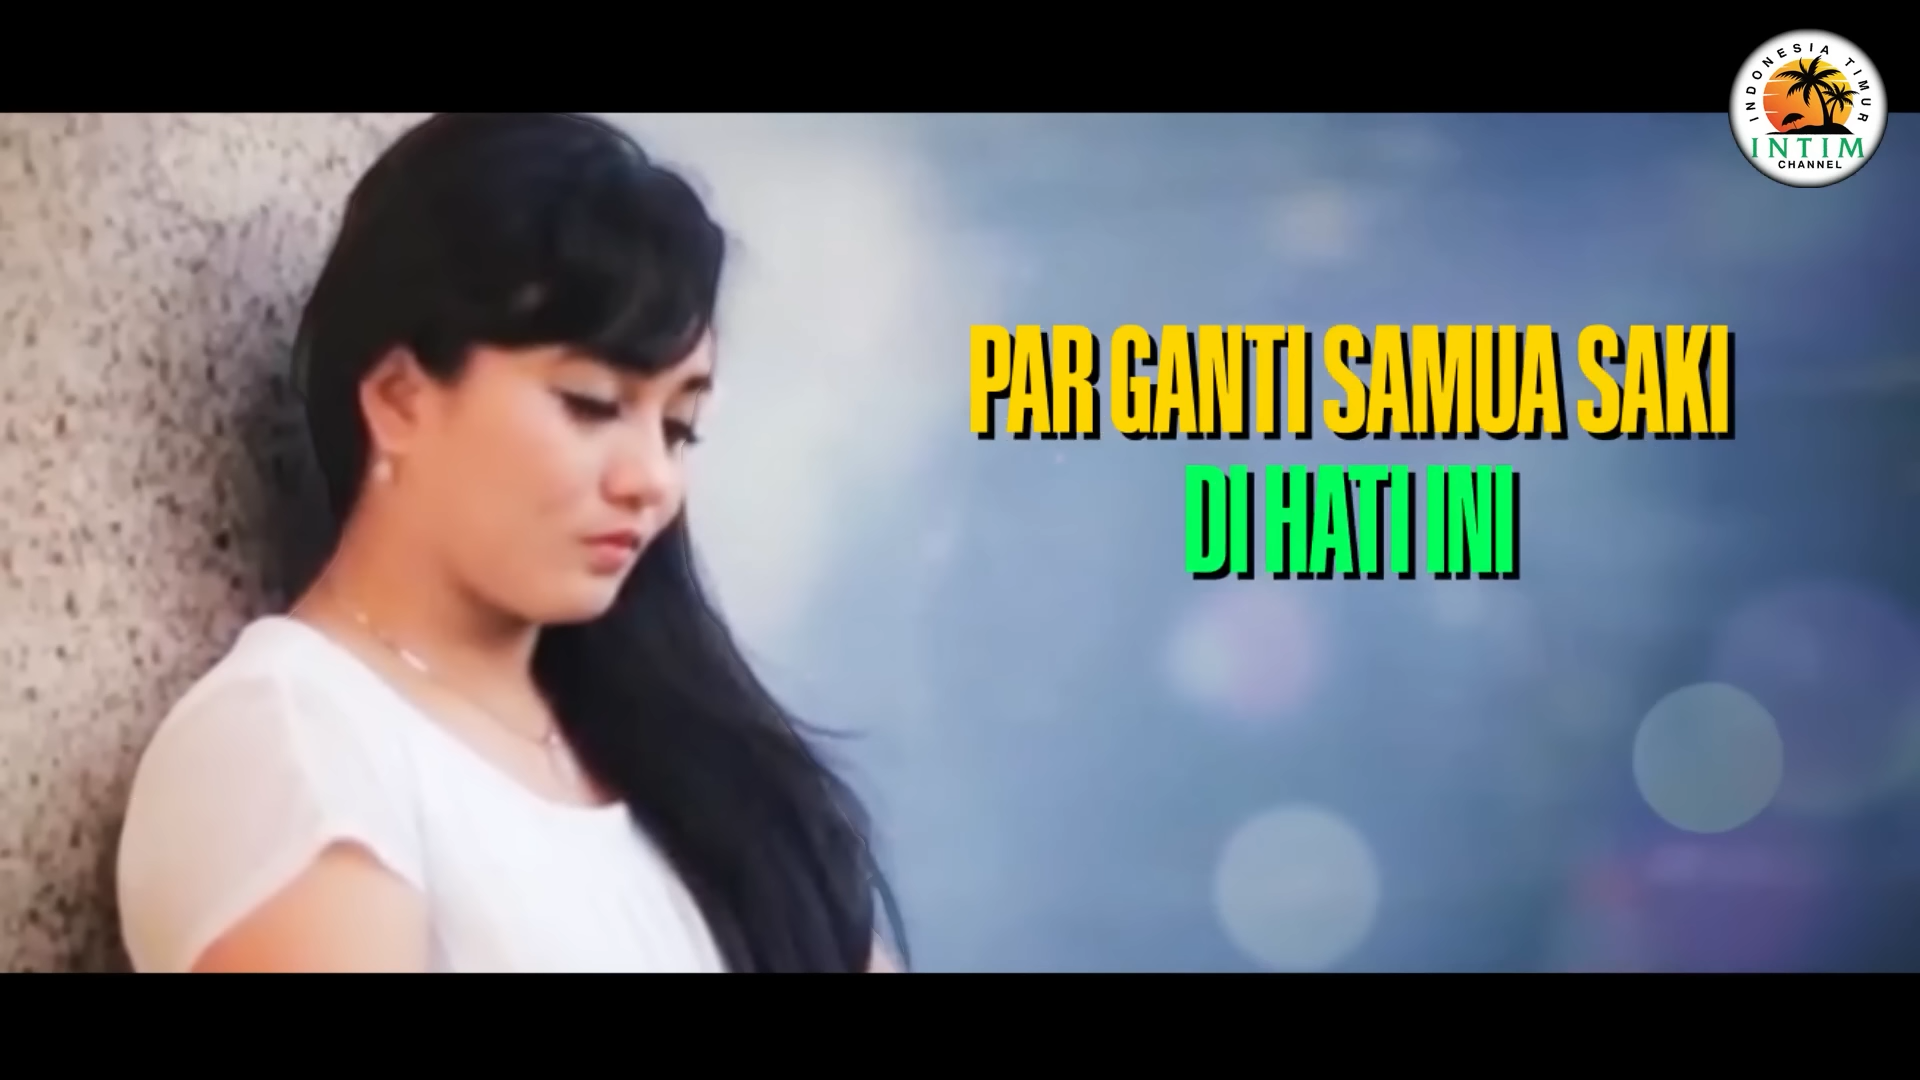 INDONESIA TIMUR
INTIM
CHANNEL
PAR GANTI SAMUA SAKI
DI HATI INI